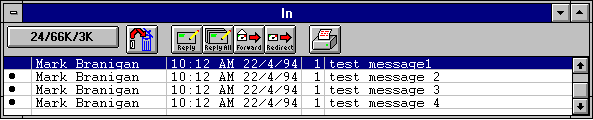 In
24/66K/3K Reply Reply All Forward Redirect
Mark Branigan 10:12 AM 22/4/94 1 test message1
Mark Branigan 10:12 AM 22/4/94 1 test message 2
Mark Branigan 10:12 AM 22/4/94 1 test message 3
Mark Branigan 10:12 AM 22/4/94 1 test message 4